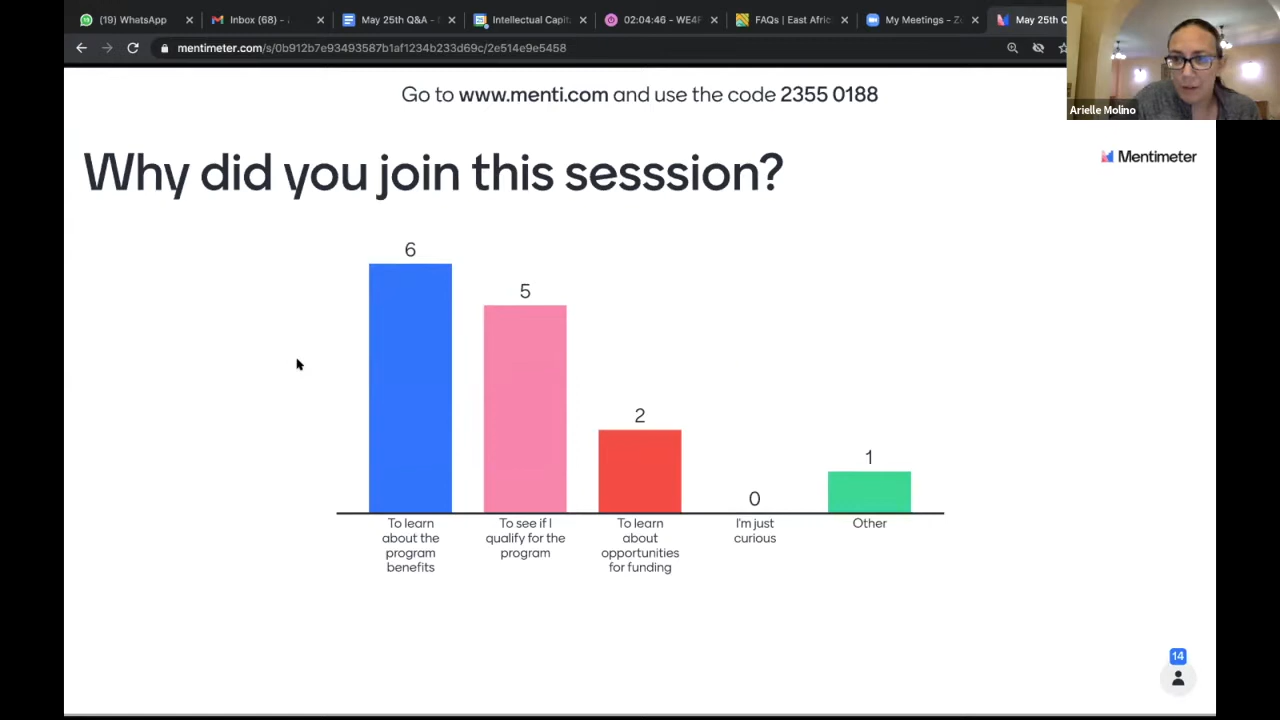 (19) WhatsApp
Inbox (68) -
May 25th Q&A -
Intellectual Capit
02:04:46 - WE4F
FAQs | East Afri
My Meetings - Zo
May 25th Q
mentimeter.com/s/0b912b7e93493587b1af1234b233d69c/2e514e9e5458
Arielle Molino
Go to www.menti.com and use the code 2355 0188
Mentimeter
Why did you join this sesssion?
6
5
2
0
1
To learn
about the
program
benefits
To see if I
qualify for the
program
To learn
about
opportunities
for funding
I'm just
curious
Other
14